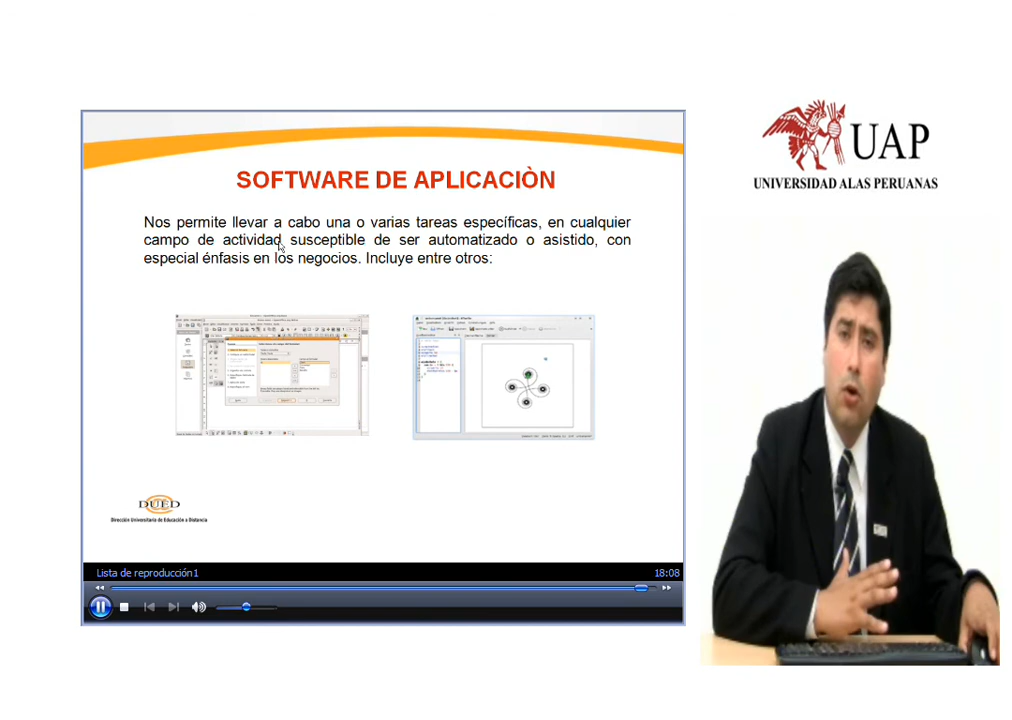 SOFTWARE DE APLICACIÒN
Nos permite llevar a cabo una o varias tareas específicas, en cualquier
campo de actividad susceptible de ser automatizado o asistido, con
especial énfasis en los negocios. Incluye entre otros:
DUED
Dirección Universitaria de Educación a Distancia
Lista de reproducción1
18:08
UAP
UNIVERSIDAD ALAS PERUANAS